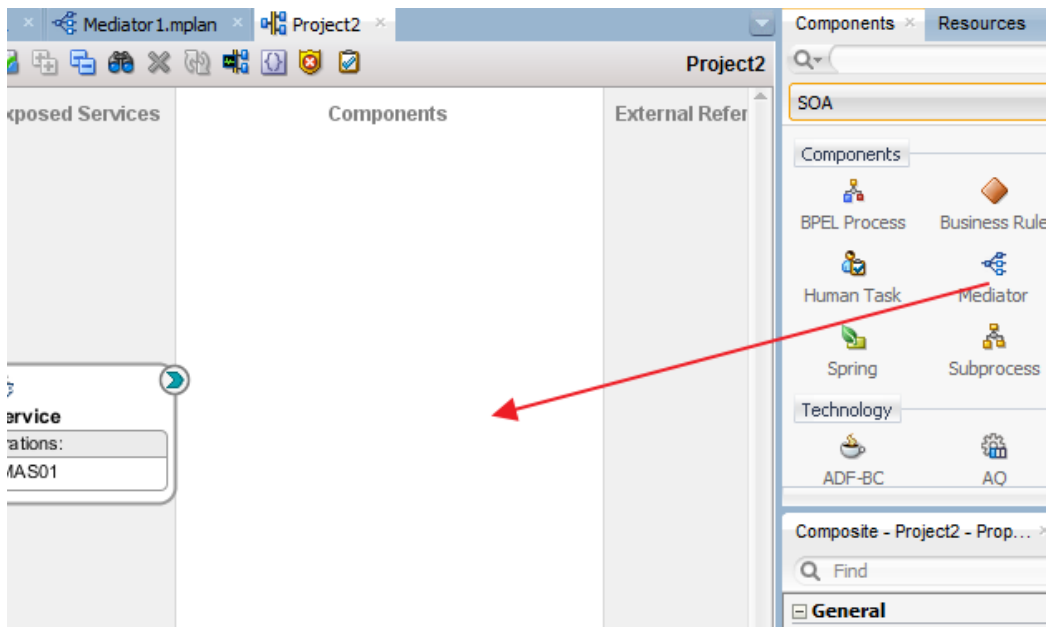 Mediator1.mplan
Project2
Components
Resources
Project2
SOA
xposed Services
Components
External Refer
Components
BPEL Process
Business Rule
Human Task
Mediator
Spring
Subprocess
Technology
ADF-BC
AQ
ervice
rations:
MAS01
Composite - Project2 - Prop...
Find
General